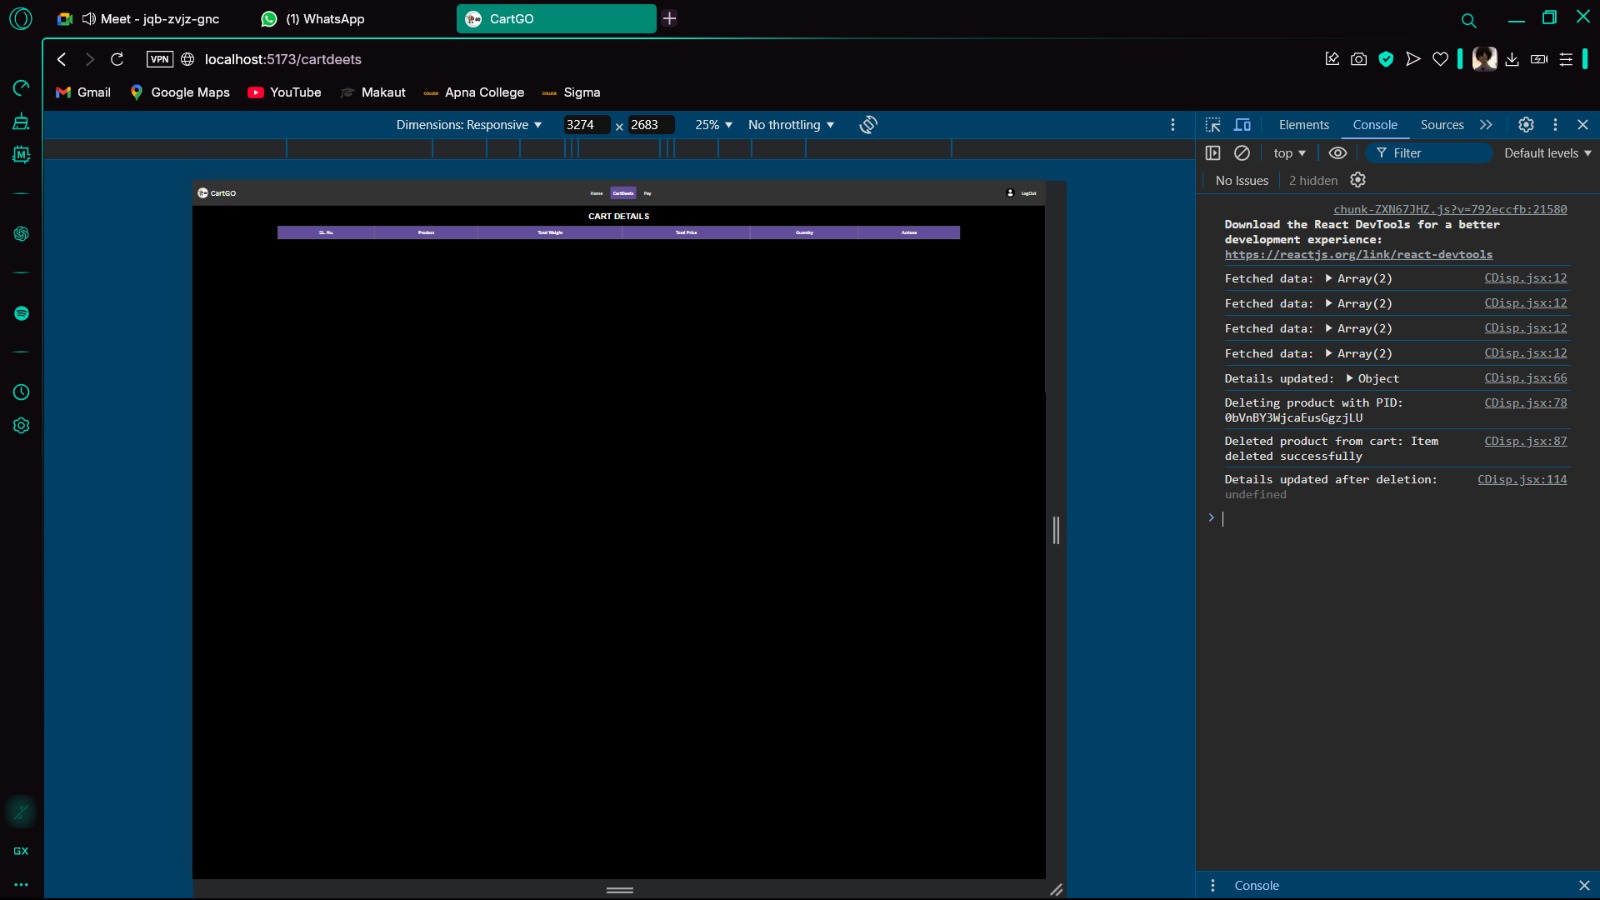 Meet - jqb-zvjz-gnc
(1) WhatsApp
CartGO
VPN
localhost:5173/cartdeets
Gmail
Google Maps
YouTube
Makaut
Apna College
Sigma
Dimensions: Responsive
3274 × 2683
25%
No throttling
Elements
Console
Sources
top
Filter
Default levels
No Issues
2 hidden
CartGO
Home
CartDeets
Pay
LogOut
CART DETAILS
SL. No.
Product
Total Weight
Total Price
Quantity
Actions
chunk-ZXN67JHZ.js?v=792eccfb:21580
Download the React DevTools for a better
development experience:
https://reactjs.org/link/react-devtools
Fetched data: ▶ Array(2) CDisp.jsx:12
Fetched data: ▶ Array(2) CDisp.jsx:12
Fetched data: ▶ Array(2) CDisp.jsx:12
Fetched data: ▶ Array(2) CDisp.jsx:12
Details updated: ▶ Object CDisp.jsx:66
Deleting product with PID: CDisp.jsx:78
0bVnBY3WjcaEusGgzjLU
Deleted product from cart: Item CDisp.jsx:87
deleted successfully
Details updated after deletion: CDisp.jsx:114
undefined
GX
Console